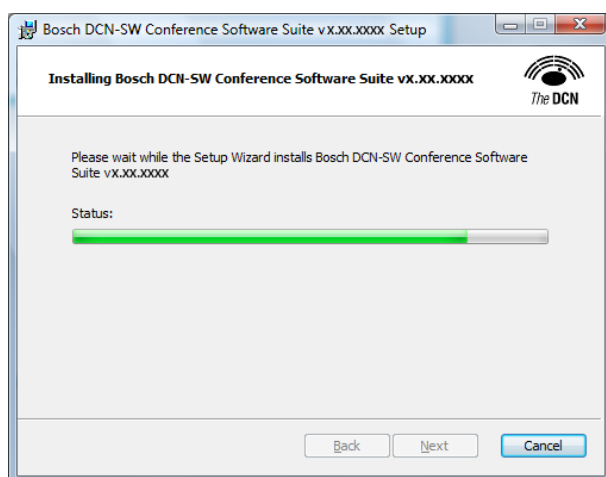 Bosch DCN-SW Conference Software Suite vx.xx.xxxx Setup
Installing Bosch DCN-SW Conference Software Suite vx.xx.xxxx
The DCN
Please wait while the Setup Wizard installs Bosch DCN-SW Conference Software
Suite vx.xx.xxxx
Status:
Back Next Cancel